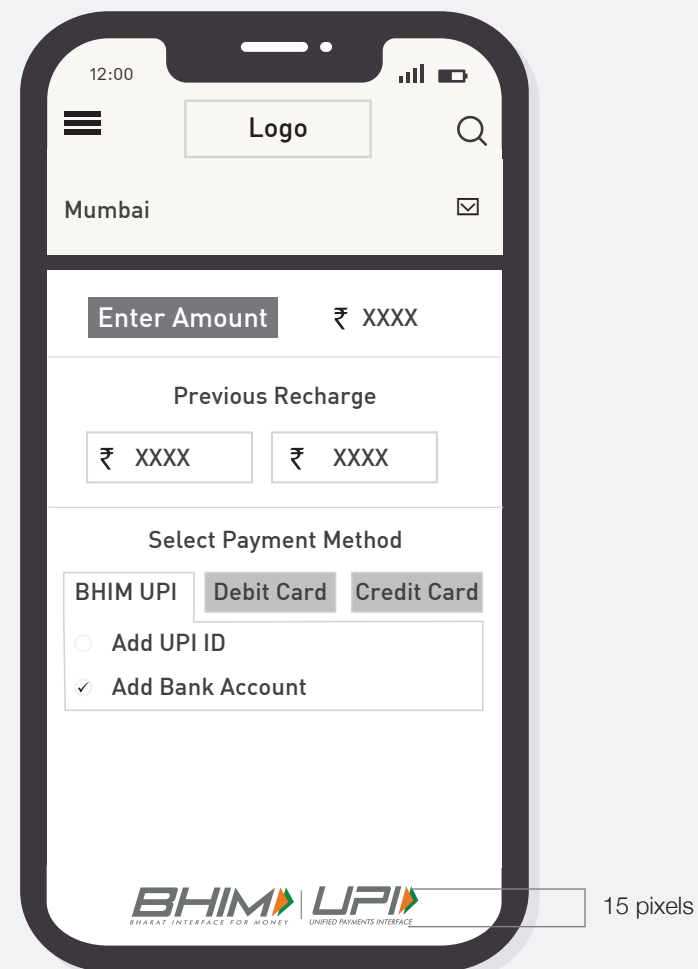 12:00
Logo
Mumbai
Enter Amount ₹ XXXX
Previous Recharge
₹ XXXX ₹ XXXX
Select Payment Method
BHIM UPI Debit Card Credit Card
Add UPI ID
Add Bank Account
BHIM UPI
BHARAT INTERFACE FOR MONEY UNIFIED PAYMENTS INTERFACE
15 pixels